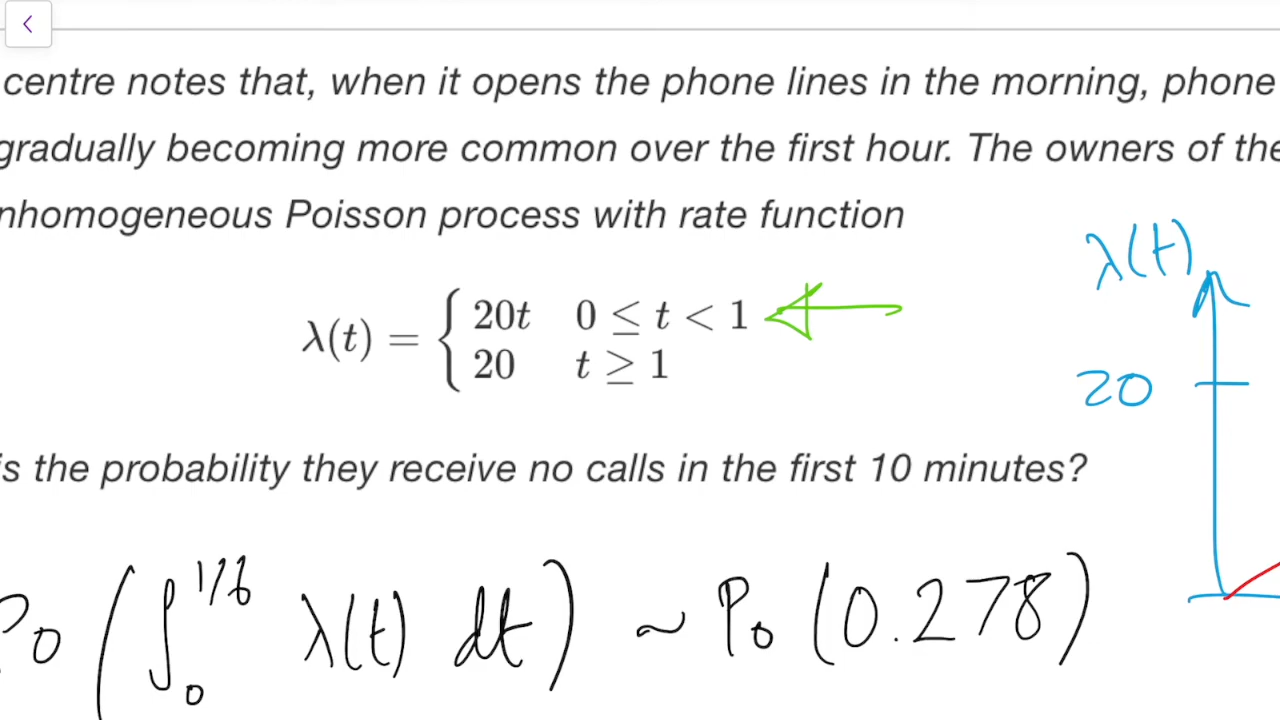 centre notes that, when it opens the phone lines in the morning, phone
gradually becoming more common over the first hour. The owners of the
nhomogeneous Poisson process with rate function
λ(t)
λ(t) = { 20t 0 ≤ t < 1
20 t ≥ 1
20
is the probability they receive no calls in the first 10 minutes?
Po ( ∫₀^1/6 λ(t) dt ) ~ Po (0.278)